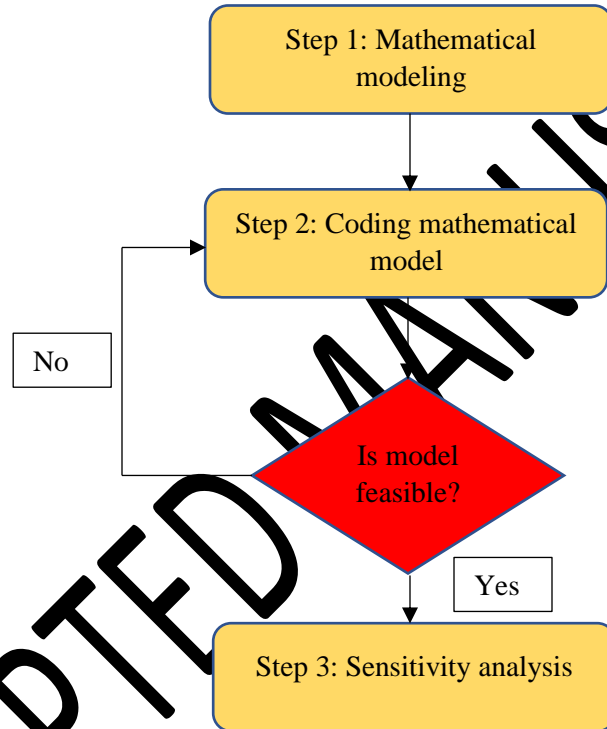 Step 1: Mathematical
modeling
Step 2: Coding mathematical
model
No
Is model
feasible?
Yes
Step 3: Sensitivity analysis